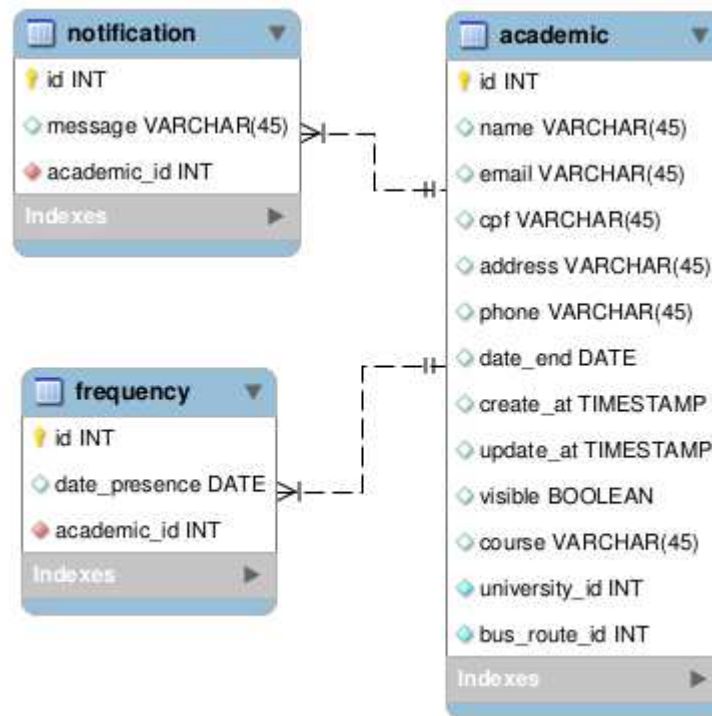 notification
id INT
message VARCHAR(45)
academic_id INT
Indexes
frequency
id INT
date_presence DATE
academic_id INT
Indexes
academic
id INT
name VARCHAR(45)
email VARCHAR(45)
cpf VARCHAR(45)
address VARCHAR(45)
phone VARCHAR(45)
date_end DATE
create_at TIMESTAMP
update_at TIMESTAMP
visible BOOLEAN
course VARCHAR(45)
university_id INT
bus_route_id INT
Indexes